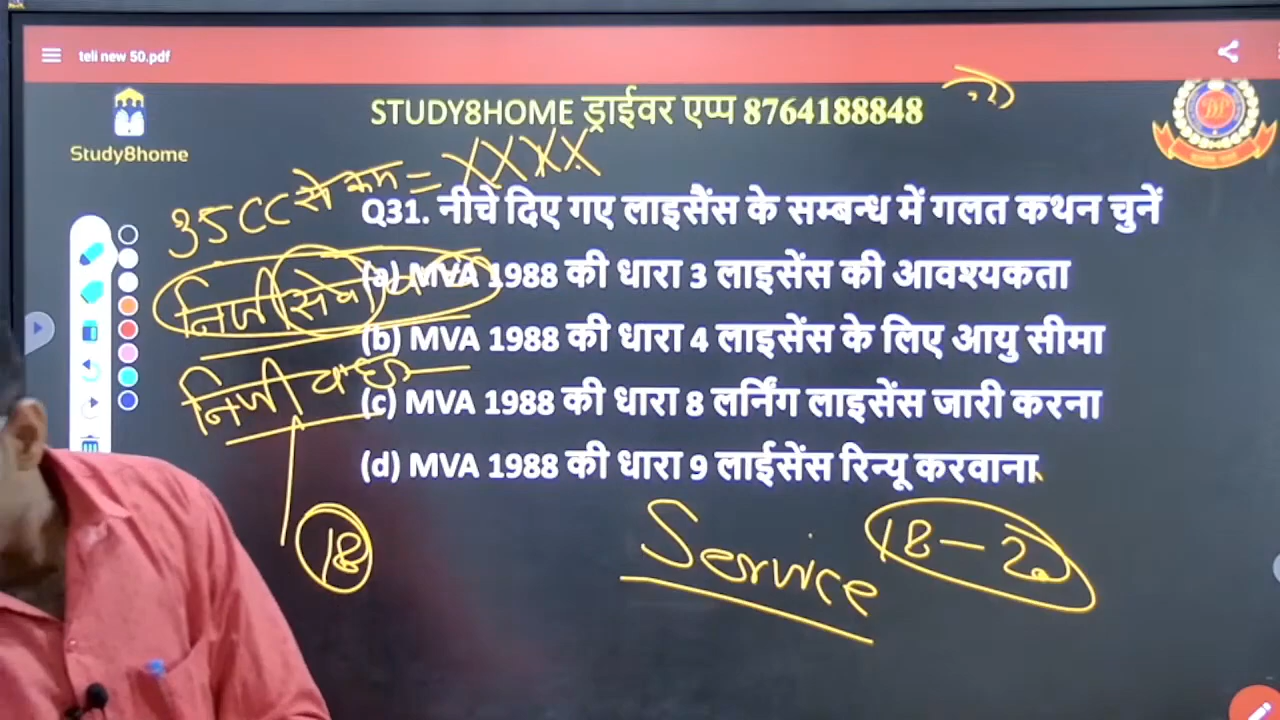 teli new 50.pdf
STUDY8HOME ड्राईवर एप्प 8764188848
Study8home
35CC से कम = XXXX
Q31. नीचे दिए गए लाइसैंस के सम्बन्ध में गलत कथन चुनें
(a) MVA 1988 की धारा 3 लाइसेंस की आवश्यकता
निजी सेवा
(b) MVA 1988 की धारा 4 लाइसेंस के लिए आयु सीमा
निजी
(c) MVA 1988 की धारा 8 लर्निंग लाइसेंस जारी करना
(d) MVA 1988 की धारा 9 लाईसेंस रिन्यू करवाना
18
Service
18-20